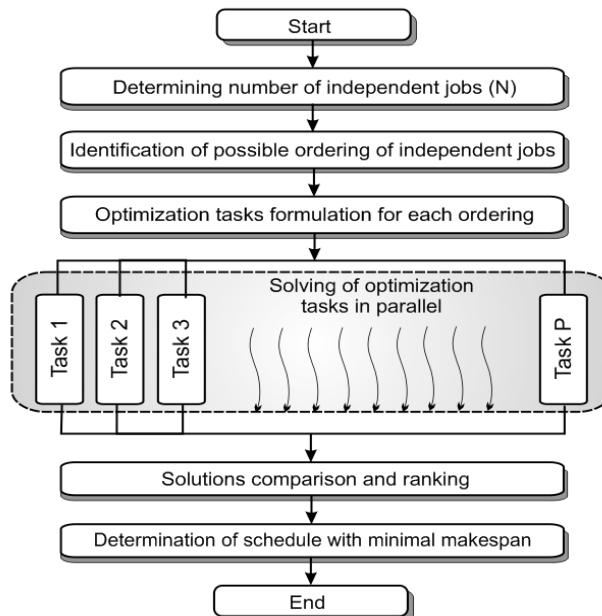 Start
Determining number of independent jobs (N)
Identification of possible ordering of independent jobs
Optimization tasks formulation for each ordering
Solving of optimization
tasks in parallel
Task 1
Task 2
Task 3
Task P
Solutions comparison and ranking
Determination of schedule with minimal makespan
End